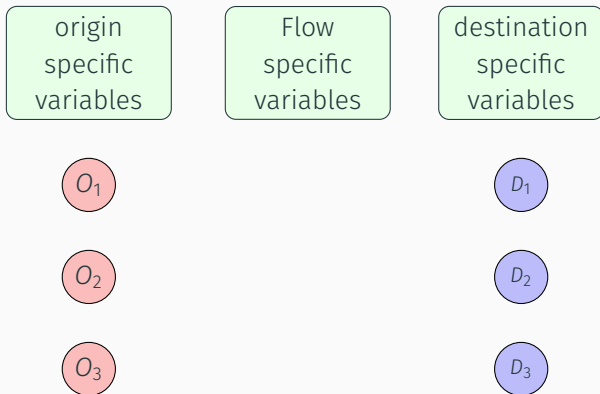 origin
specific
variables
Flow
specific
variables
destination
specific
variables
O₁
D₁
O₂
D₂
O₃
D₃